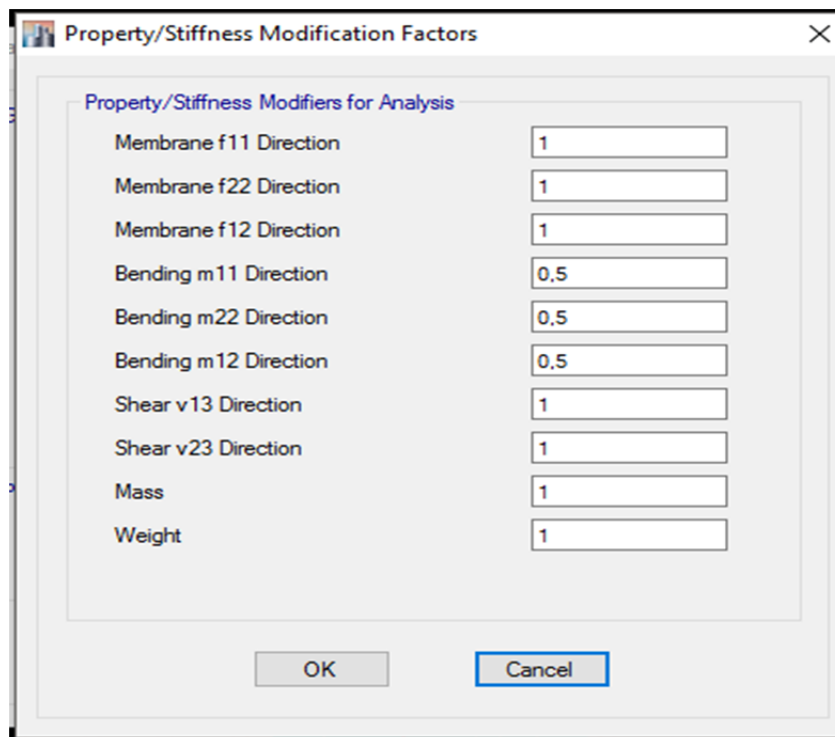 Property/Stiffness Modification Factors
Property/Stiffness Modifiers for Analysis
Membrane f11 Direction 1
Membrane f22 Direction 1
Membrane f12 Direction 1
Bending m11 Direction 0,5
Bending m22 Direction 0,5
Bending m12 Direction 0,5
Shear v13 Direction 1
Shear v23 Direction 1
Mass 1
Weight 1
OK Cancel